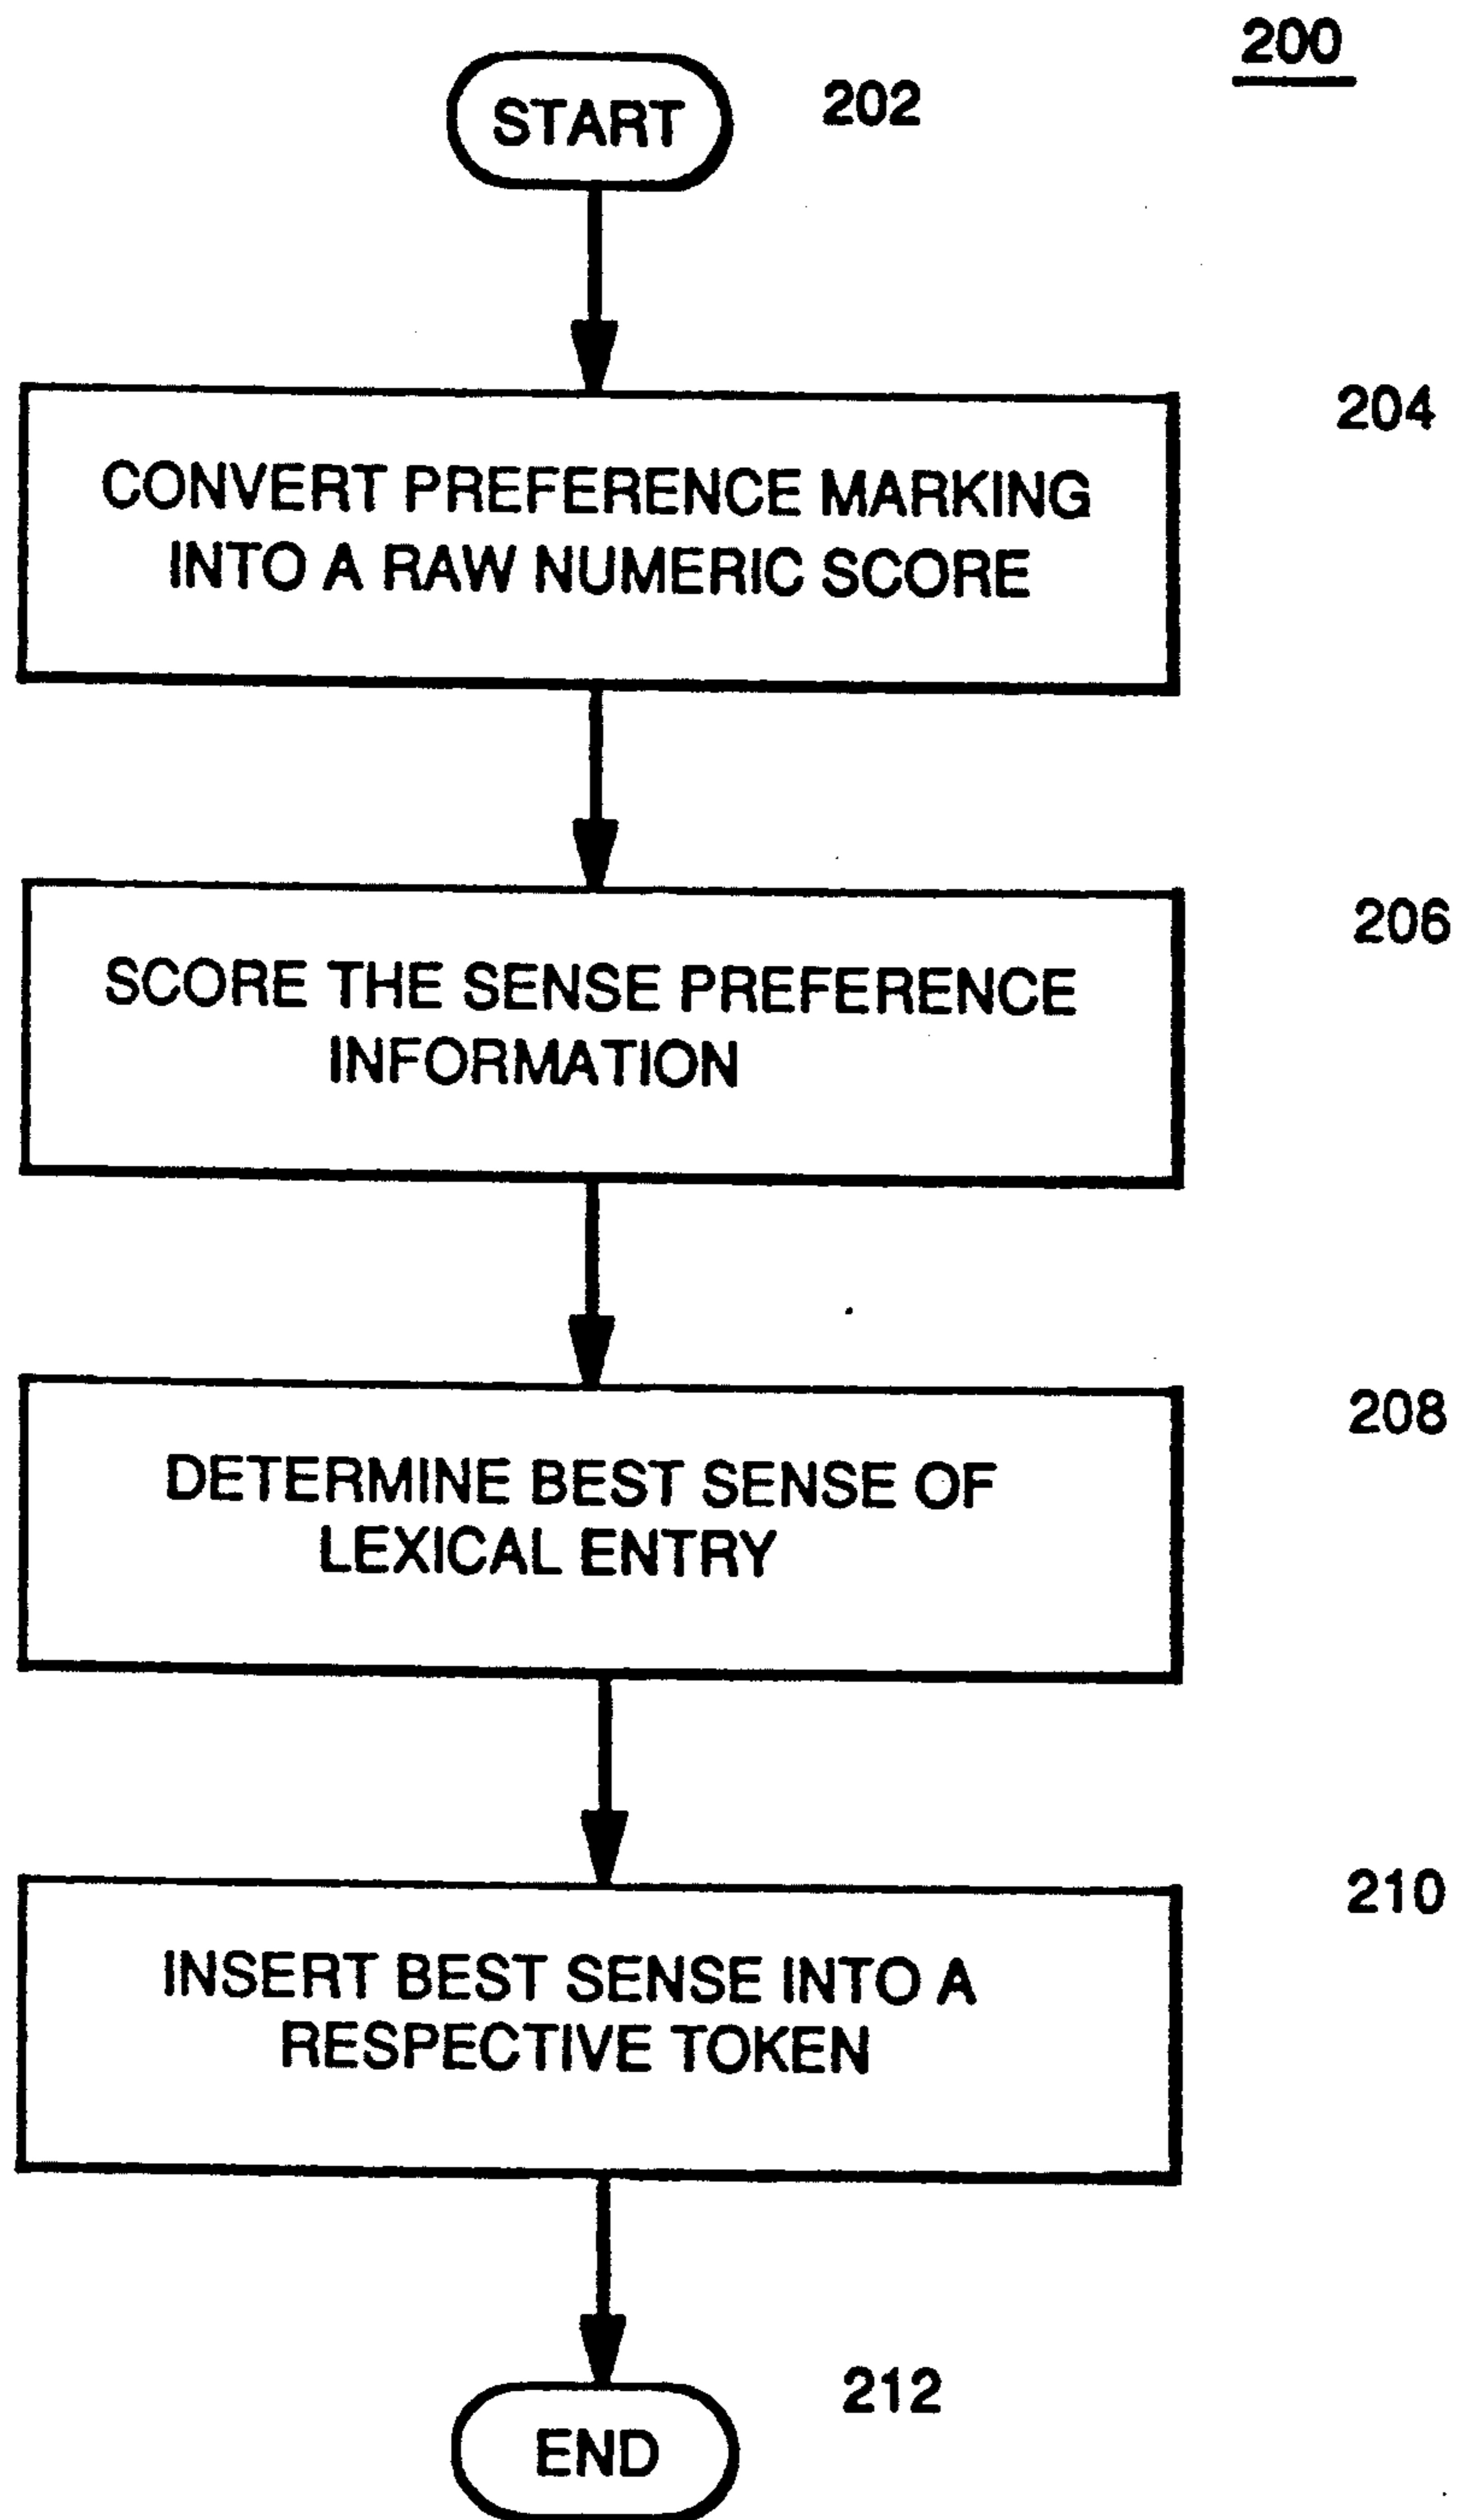 200
START
202
204
CONVERT PREFERENCE MARKING
INTO A RAW NUMERIC SCORE
206
SCORE THE SENSE PREFERENCE
INFORMATION
208
DETERMINE BEST SENSE OF
LEXICAL ENTRY
210
INSERT BEST SENSE INTO A
RESPECTIVE TOKEN
212
END